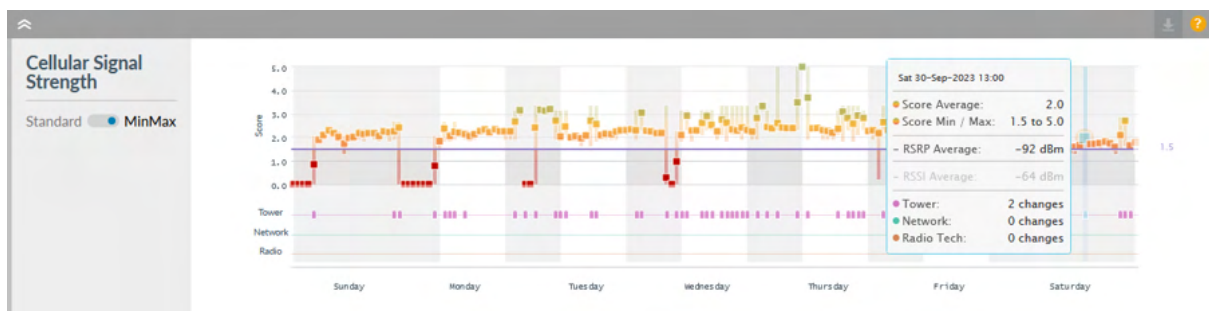 ?
Cellular Signal
Strength
Standard MinMax
5.0
4.0
3.0
2.0
1.0
0.0
Score
1.5
Tower
Network
Radio
Sunday Monday Tuesday Wednesday Thursday Friday Saturday
Sat 30-Sep-2023 13:00
Score Average: 2.0
Score Min / Max: 1.5 to 5.0
– RSRP Average: -92 dBm
– RSSI Average: -64 dBm
Tower: 2 changes
Network: 0 changes
Radio Tech: 0 changes